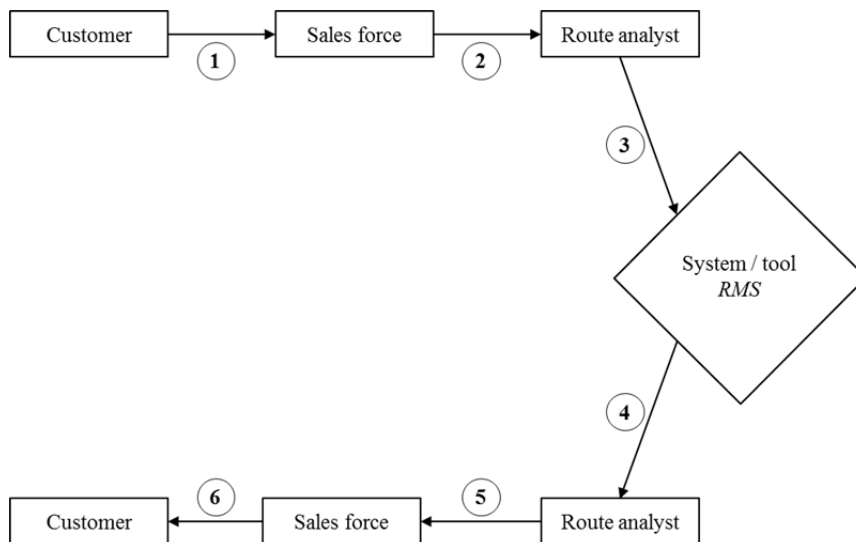 Customer
Sales force
Route analyst
1
2
3
System / tool
RMS
4
6
5
Customer
Sales force
Route analyst